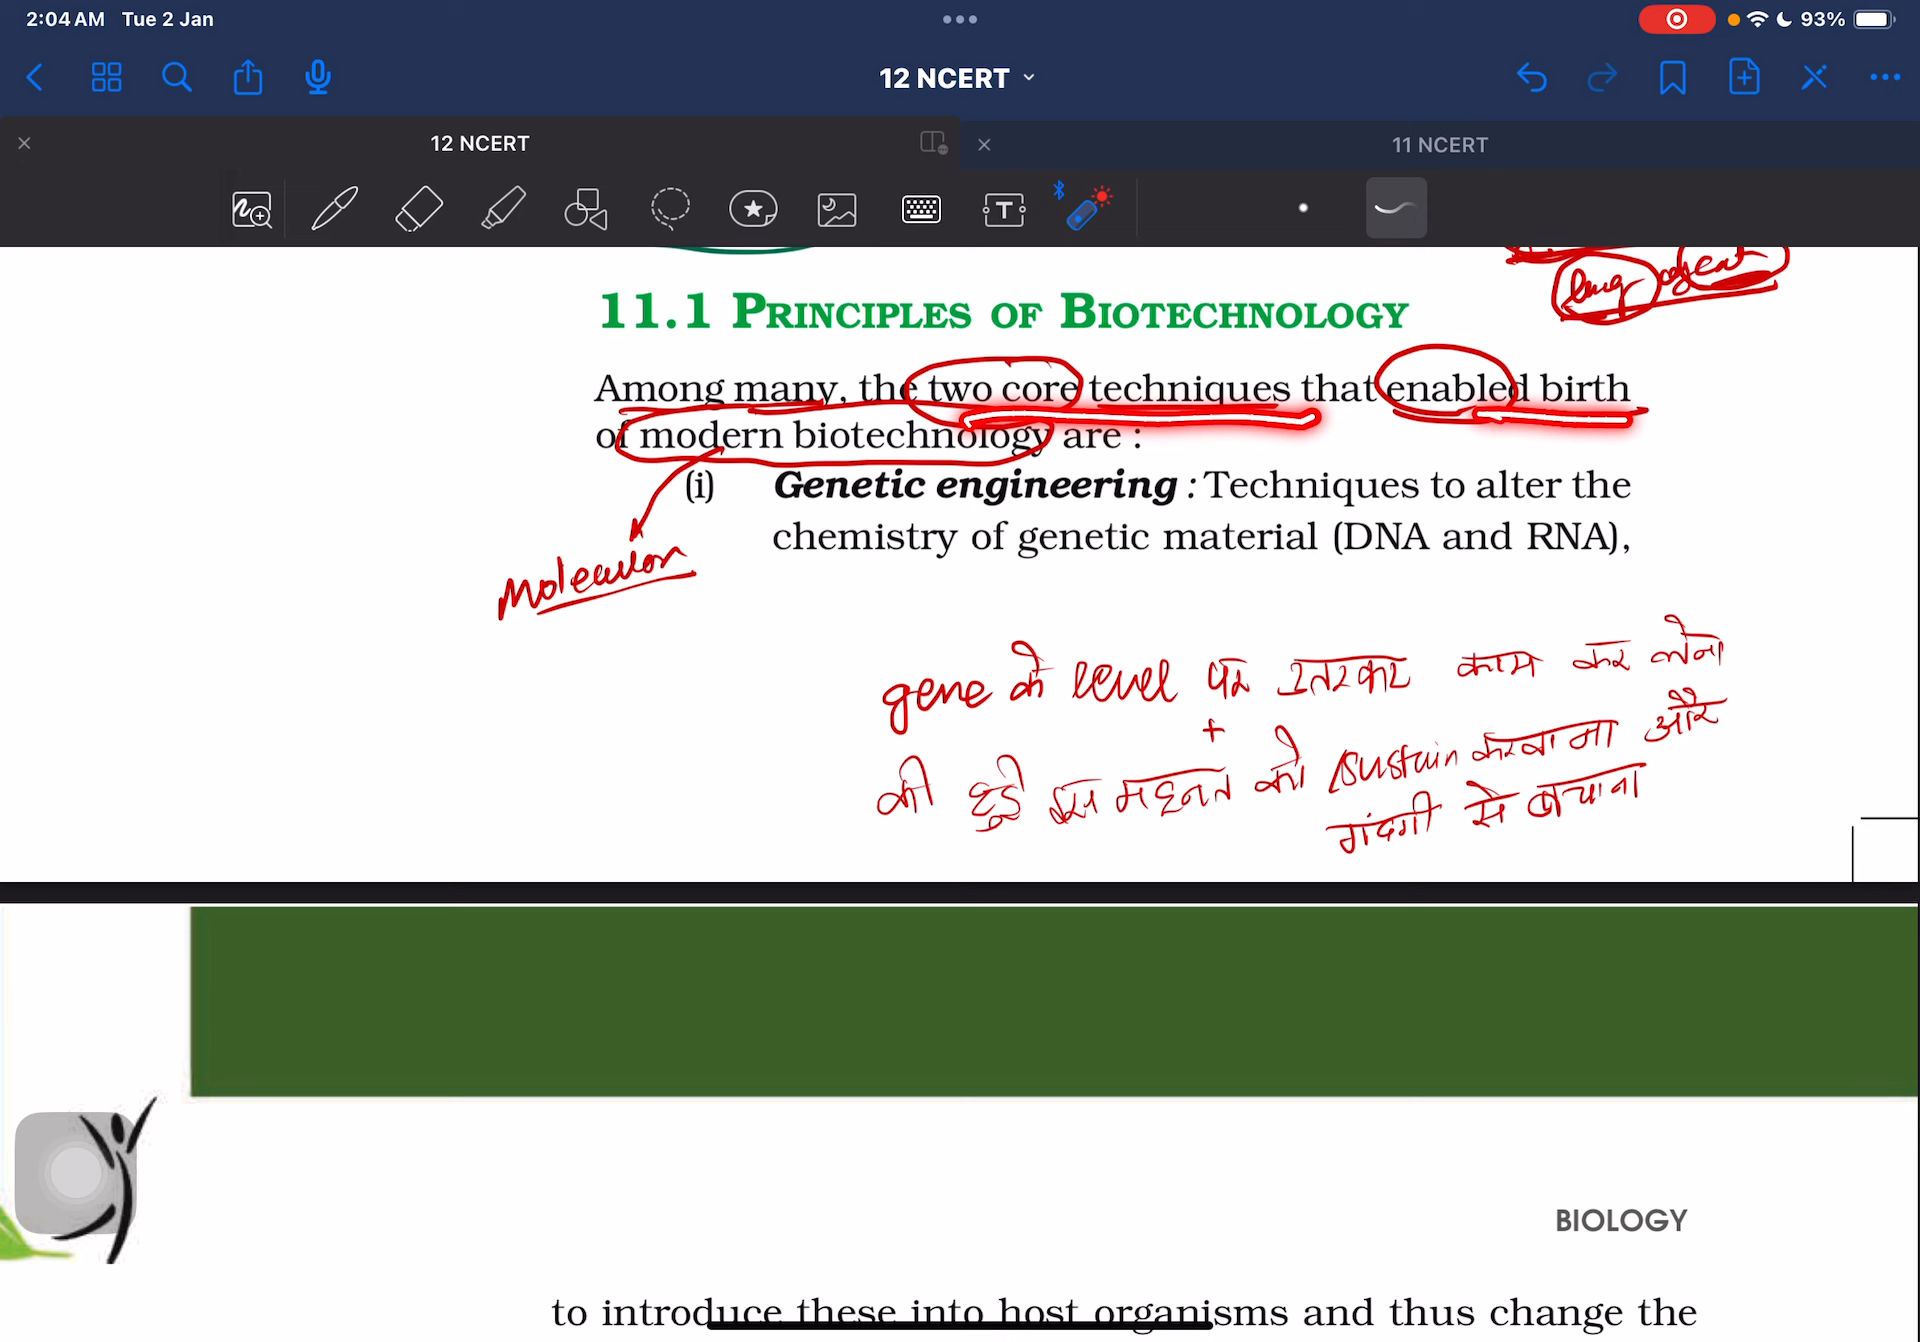 2:04 AM Tue 2 Jan 93%
12 NCERT
12 NCERT 11 NCERT
11.1 PRINCIPLES OF BIOTECHNOLOGY
Among many, the two core techniques that enabled birth
of modern biotechnology are :
(i) Genetic engineering : Techniques to alter the
chemistry of genetic material (DNA and RNA),
Molecular
gene के level पर उतरकर काम कर लेना
+
की हुई इस महनत को sustain करवाना और
गंदगी से बचाना
BIOLOGY
to introduce these into host organisms and thus change the